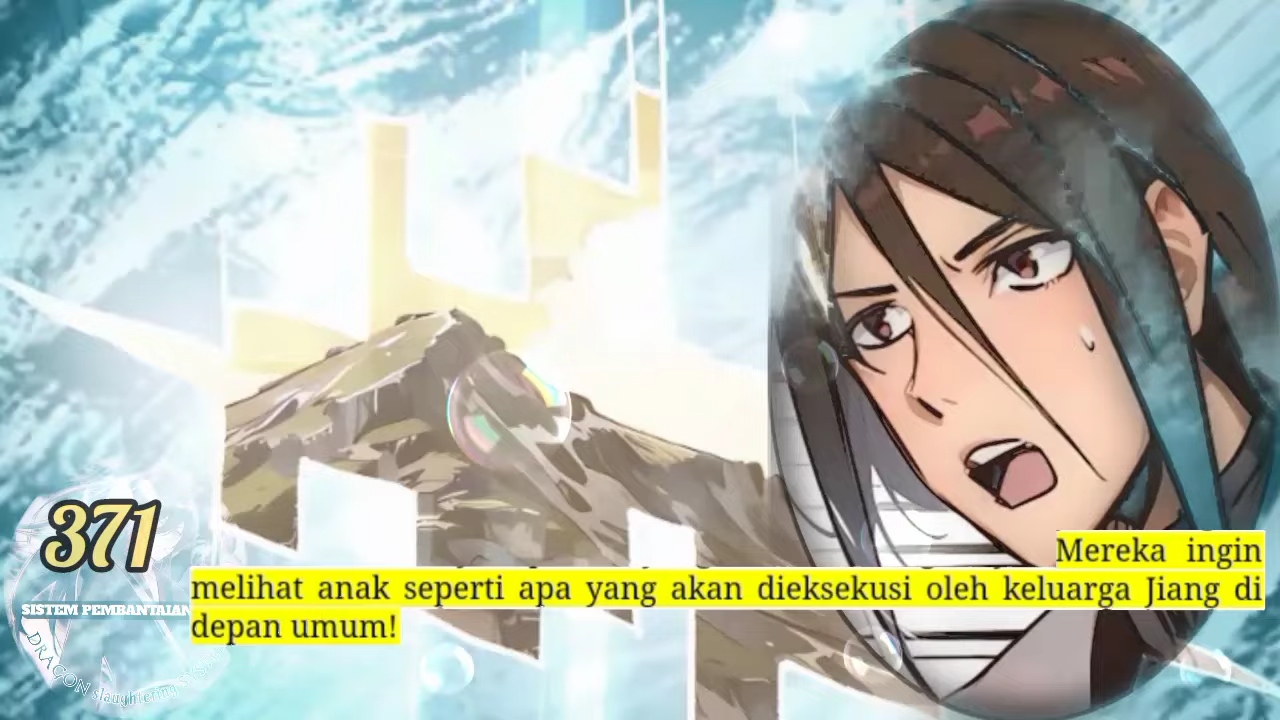 371
SISTEM PEMBANTAIAN
DRAGON slaughtering
Mereka ingin
melihat anak seperti apa yang akan dieksekusi oleh keluarga Jiang di
depan umum!